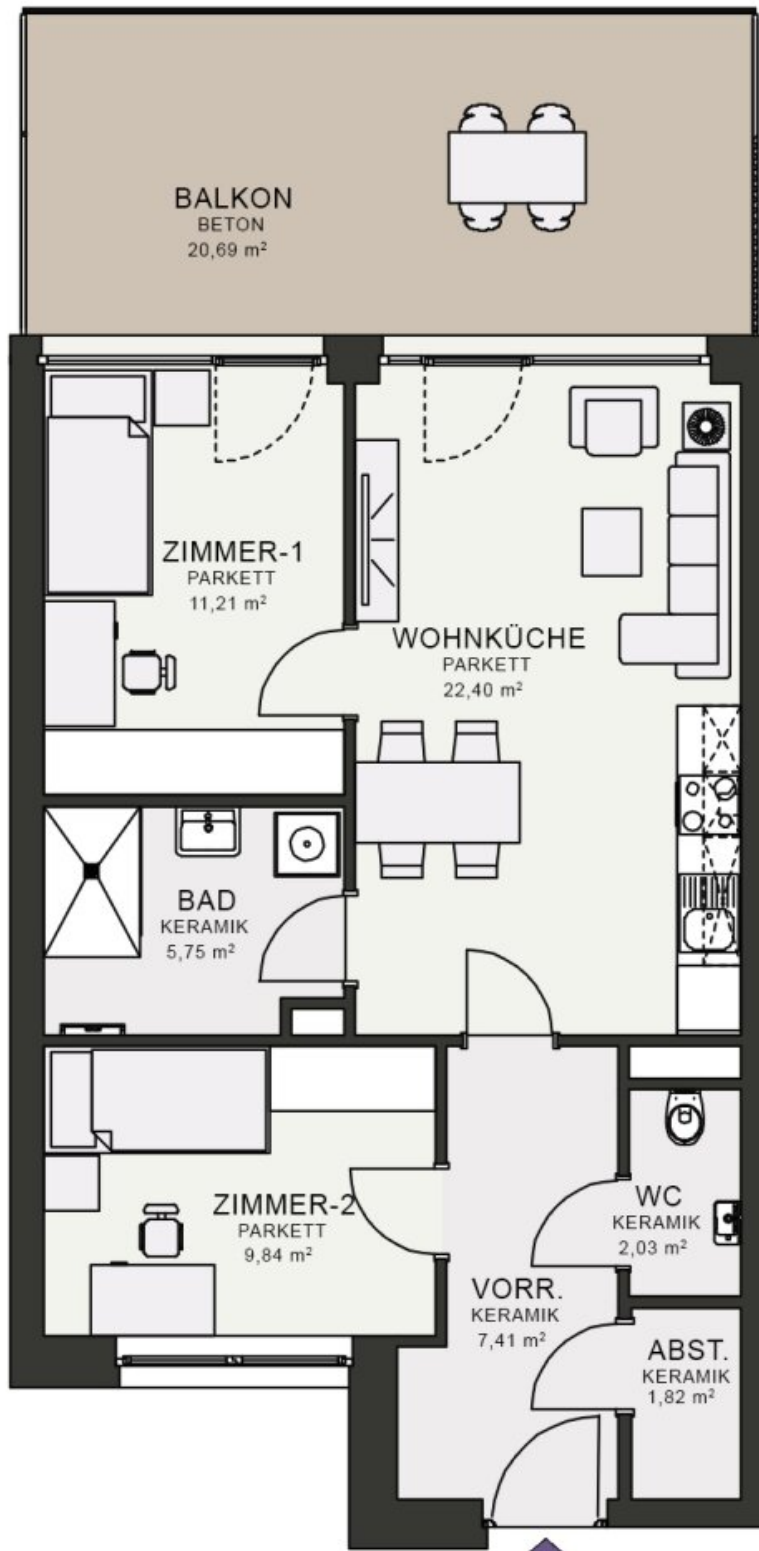 BALKON
BETON
20,69 m²
ZIMMER-1
PARKETT
11,21 m²
WOHNKÜCHE
PARKETT
22,40 m²
BAD
KERAMIK
5,75 m²
ZIMMER-2
PARKETT
9,84 m²
WC
KERAMIK
2,03 m²
VORR.
KERAMIK
7,41 m²
ABST.
KERAMIK
1,82 m²